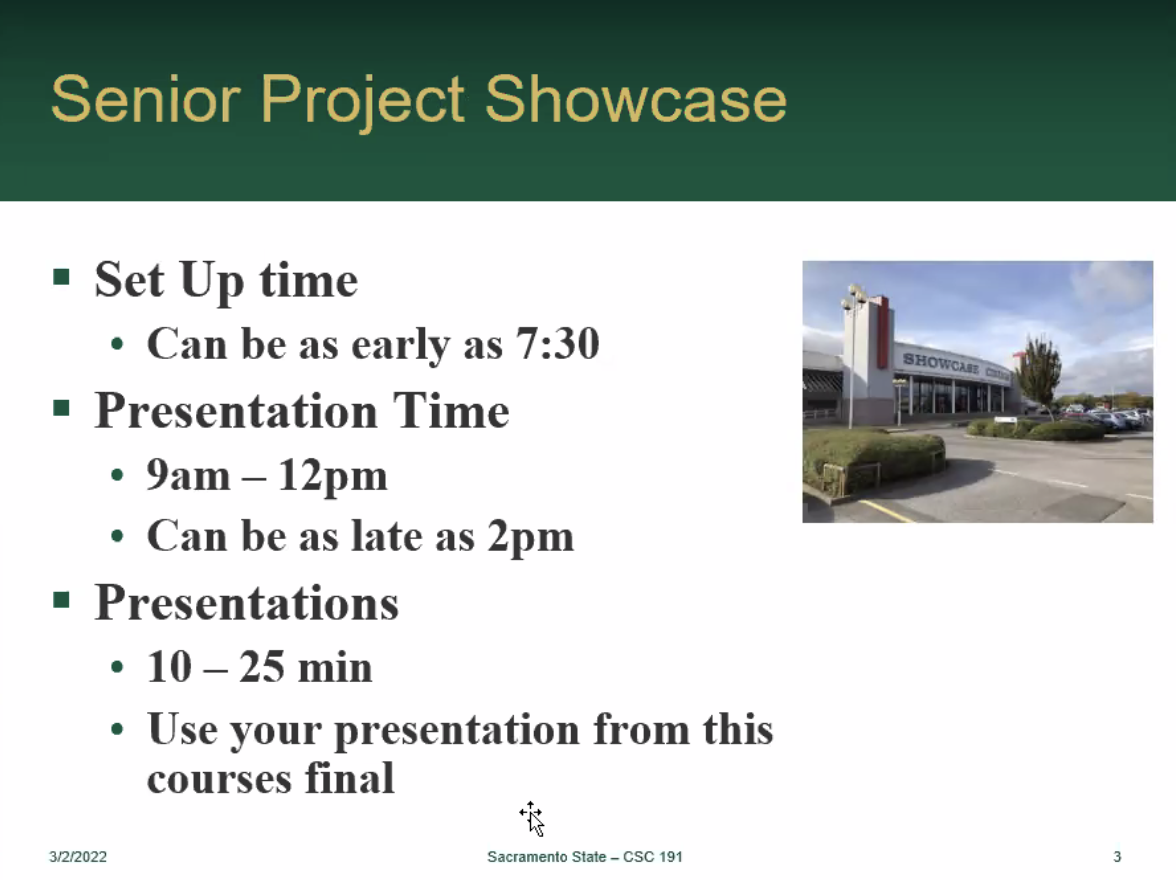 Senior Project Showcase
Set Up time
Can be as early as 7:30
SHOWCASE
Presentation Time
9am – 12pm
Can be as late as 2pm
Presentations
10 – 25 min
Use your presentation from this
courses final
3/2/2022
Sacramento State – CSC 191
3